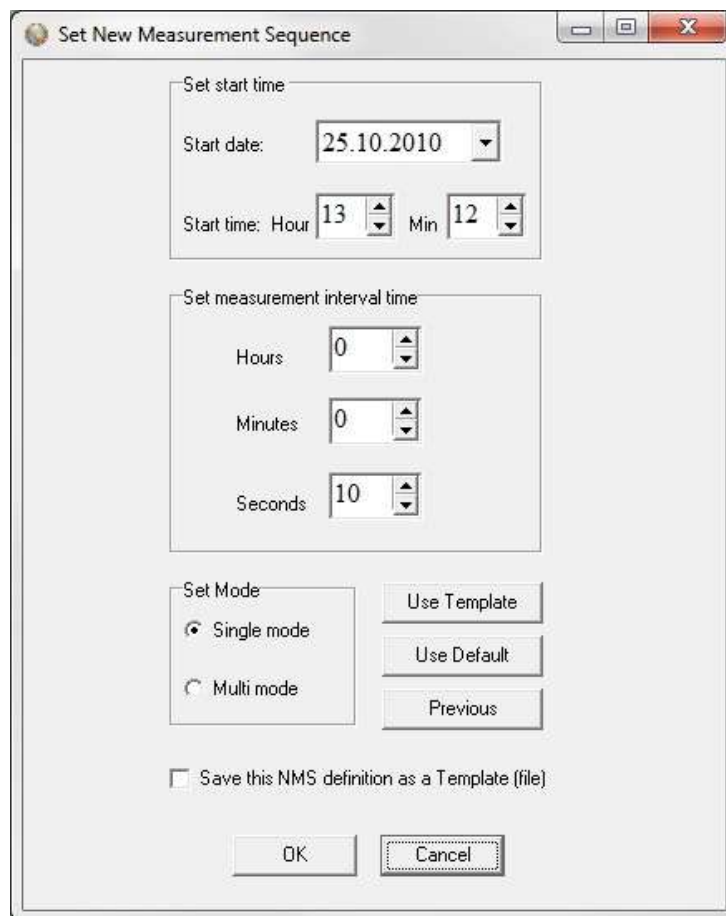 Set New Measurement Sequence
Set start time
Start date: 25.10.2010
Start time: Hour 13 Min 12
Set measurement interval time
Hours 0
Minutes 0
Seconds 10
Set Mode
Single mode
Multi mode
Use Template
Use Default
Previous
Save this NMS definition as a Template (file)
OK Cancel